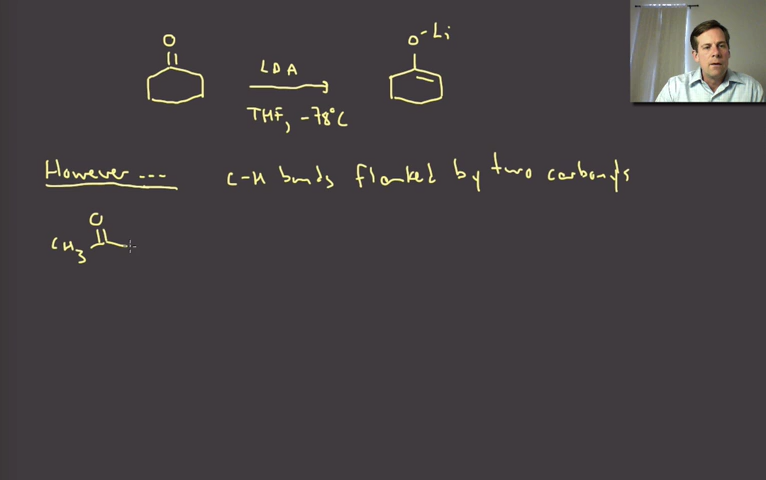 O O-Li
LDA
THF, -78°C
However --- C-H bonds flanked by two carbonyls
O
CH3